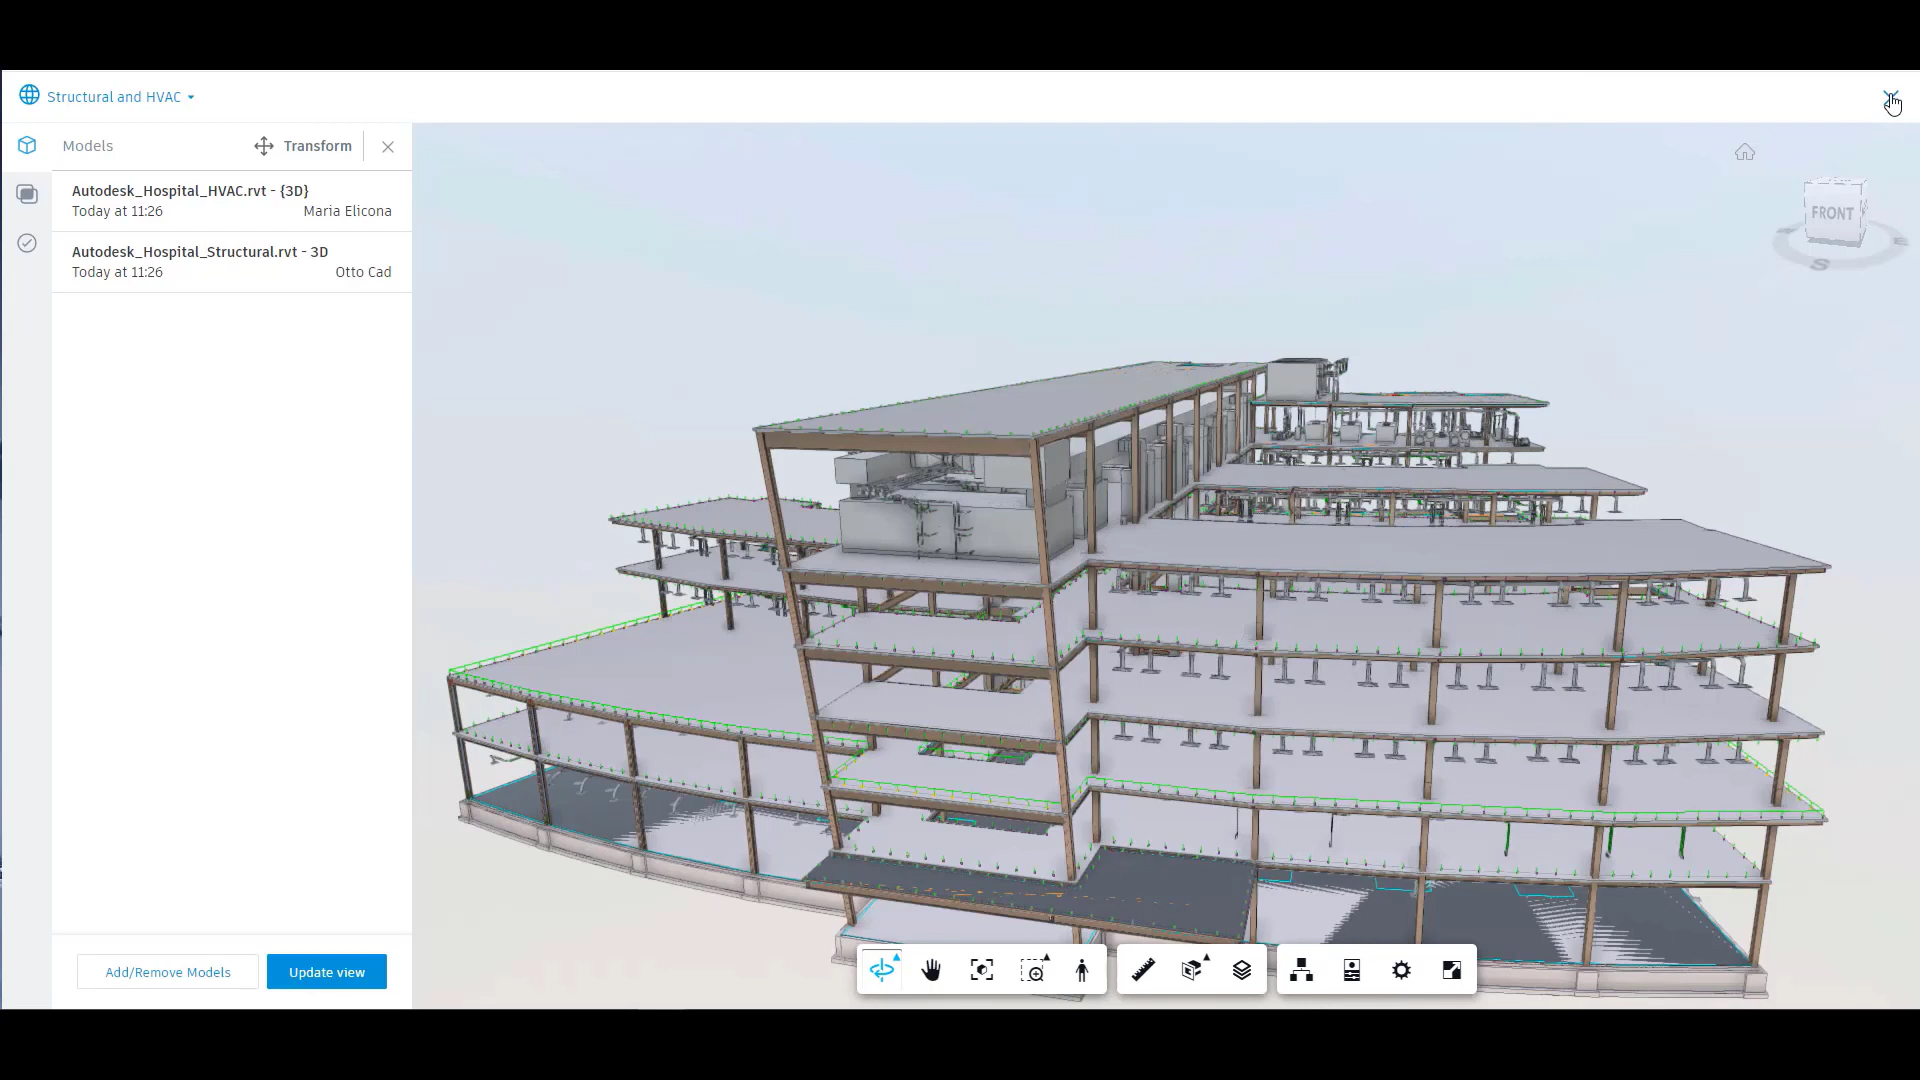 Structural and HVAC
Models
Transform
Autodesk_Hospital_HVAC.rvt - {3D}
Today at 11:26 Maria Elicona
Autodesk_Hospital_Structural.rvt - 3D
Today at 11:26 Otto Cad
FRONT
E
S
Add/Remove Models
Update view